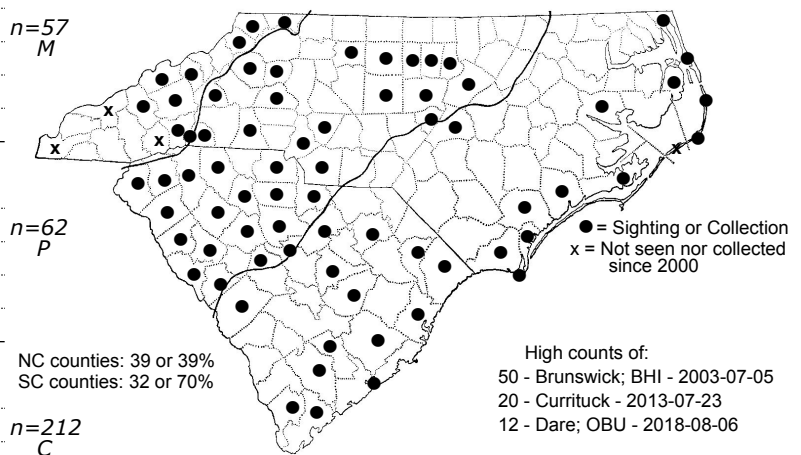 n=57
M
n=62
P
● = Sighting or Collection
x = Not seen nor collected
since 2000
NC counties: 39 or 39%
SC counties: 32 or 70%
High counts of:
50 - Brunswick; BHI - 2003-07-05
20 - Currituck - 2013-07-23
12 - Dare; OBU - 2018-08-06
n=212
C
x
x
x
x